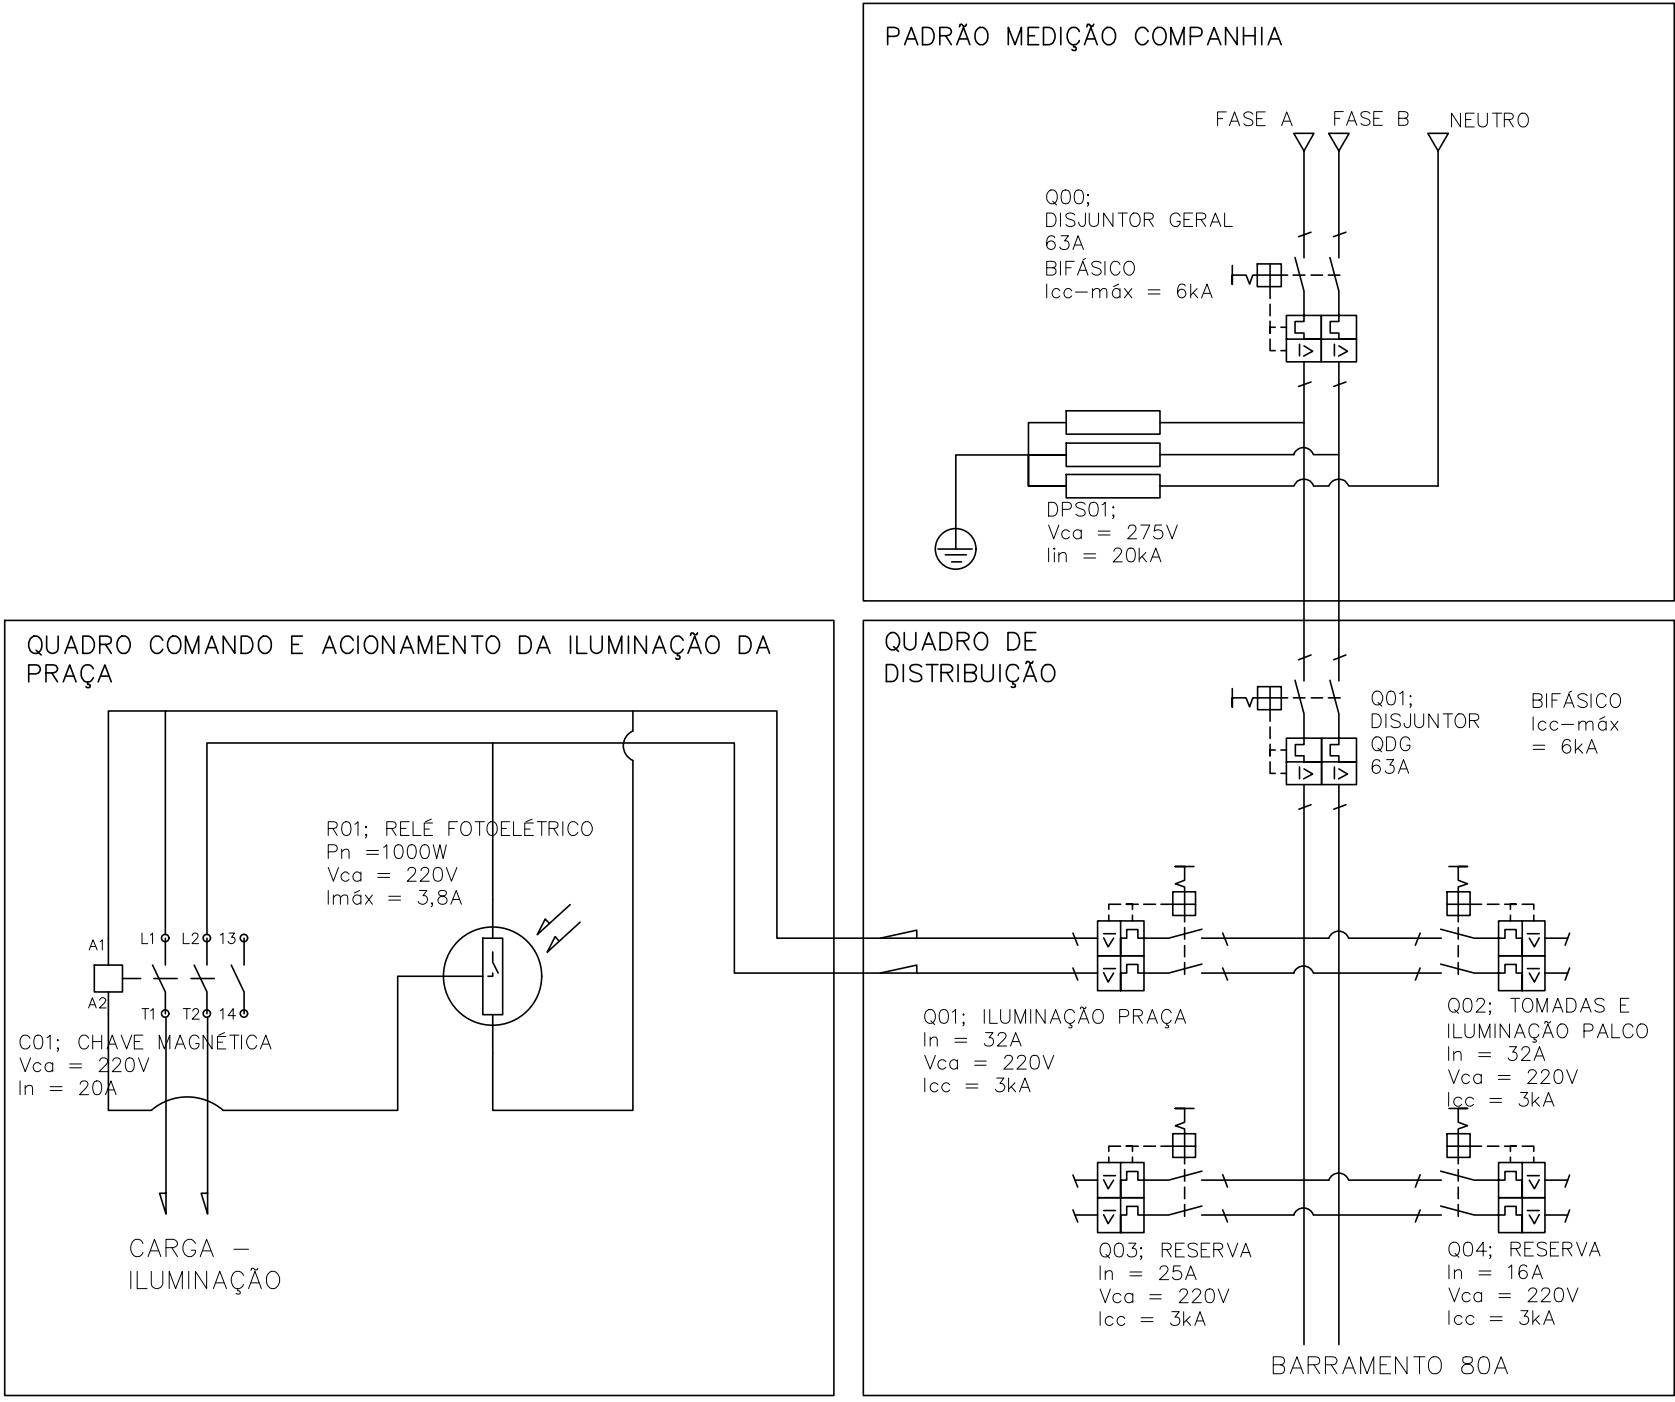 PADRÃO MEDIÇÃO COMPANHIA
FASE A
FASE B
NEUTRO
Q00;
DISJUNTOR GERAL
63A
BIFÁSICO
Icc-máx = 6kA
I>
I>
DPS01;
Vca = 275V
Iin = 20kA
QUADRO COMANDO E ACIONAMENTO DA ILUMINAÇÃO DA
PRAÇA
R01; RELÉ FOTOELÉTRICO
Pn =1000W
Vca = 220V
Imáx = 3,8A
A1
L1
L2
13
A2
T1
T2
14
C01; CHAVE MAGNÉTICA
Vca = 220V
In = 20A
CARGA -
ILUMINAÇÃO
QUADRO DE
DISTRIBUIÇÃO
Q01;
DISJUNTOR
QDG
63A
BIFÁSICO
Icc-máx
= 6kA
I>
I>
I>
I>
I>
I>
Q01; ILUMINAÇÃO PRAÇA
In = 32A
Vca = 220V
Icc = 3kA
Q02; TOMADAS E
ILUMINAÇÃO PALCO
In = 32A
Vca = 220V
Icc = 3kA
I>
I>
I>
I>
Q03; RESERVA
In = 25A
Vca = 220V
Icc = 3kA
Q04; RESERVA
In = 16A
Vca = 220V
Icc = 3kA
BARRAMENTO 80A